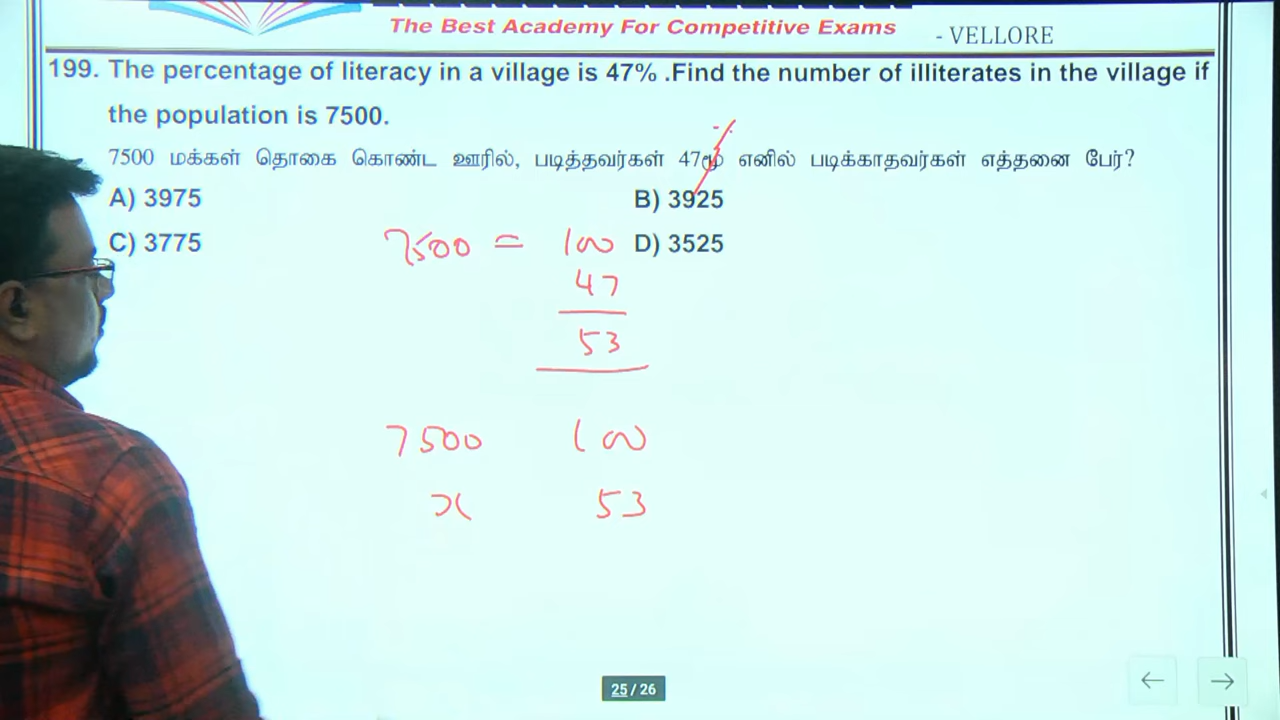 The Best Academy For Competitive Exams - VELLORE
199. The percentage of literacy in a village is 47% .Find the number of illiterates in the village if
the population is 7500.
7500 மக்கள் தொகை கொண்ட ஊரில், படித்தவர்கள் 47மூ எனில் படிக்காதவர்கள் எத்தனை பேர்?
%
A) 3975 B) 3925
C) 3775 D) 3525
7500 = 100
47
53
7500 100
x 53
25 / 26